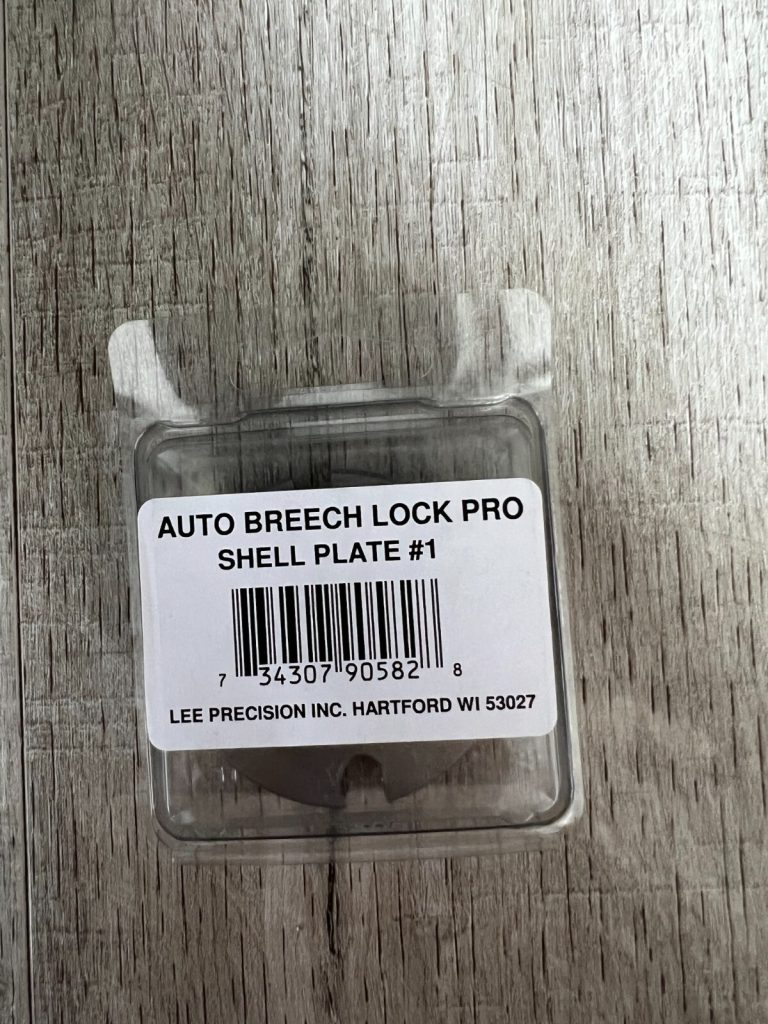 AUTO BREECH LOCK PRO
SHELL PLATE #1
7 34307 90582 8
LEE PRECISION INC. HARTFORD WI 53027